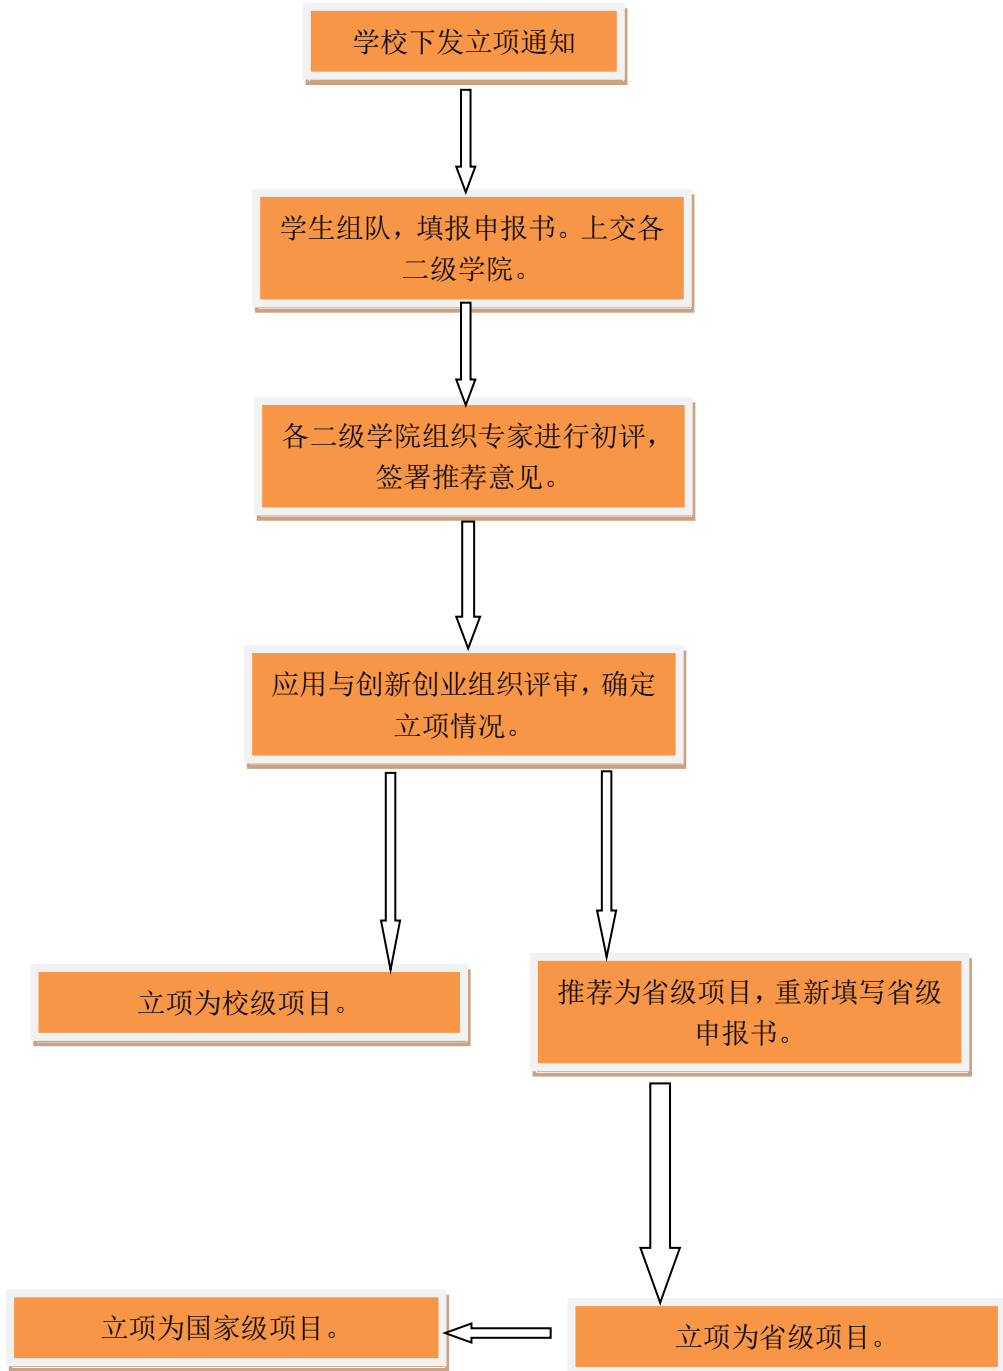 学校下发立项通知
学生组队，填报申报书。上交各
二级学院。
各二级学院组织专家进行初评，
签署推荐意见。
应用与创新创业组织评审，确定
立项情况。
立项为校级项目。
推荐为省级项目，重新填写省级
申报书。
立项为国家级项目。
立项为省级项目。